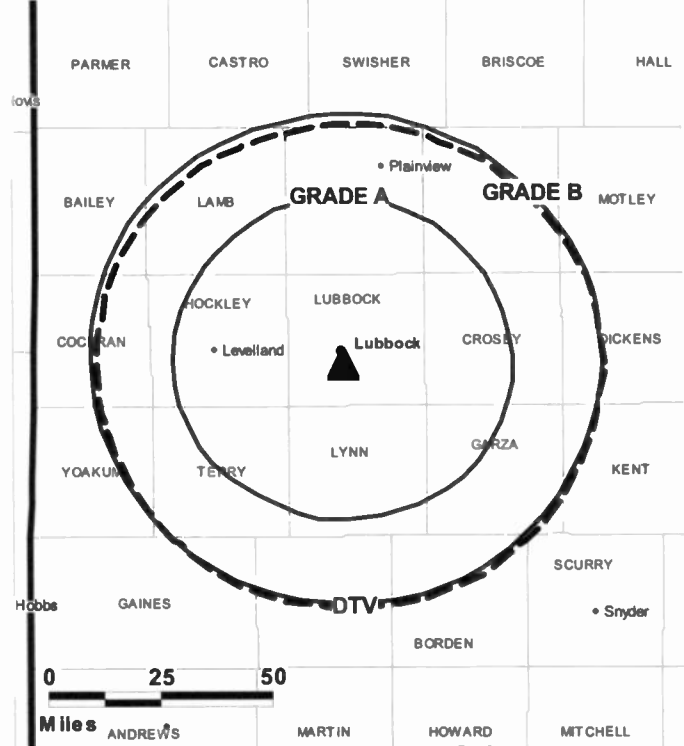 PARMER CASTRO SWISHER BRISCOE HALL
Plainview
GRADE A GRADE B
BAILEY LAMB MOTLEY
HOCKLEY LUBBOCK
COCHRAN Levelland Lubbock CROSBY DICKENS
LYNN GARZA
YOAKUM TERRY KENT
SCURRY
Hobbs GAINES DTV Snyder
BORDEN
0 25 50
Miles
ANDREWS MARTIN HOWARD MITCHELL